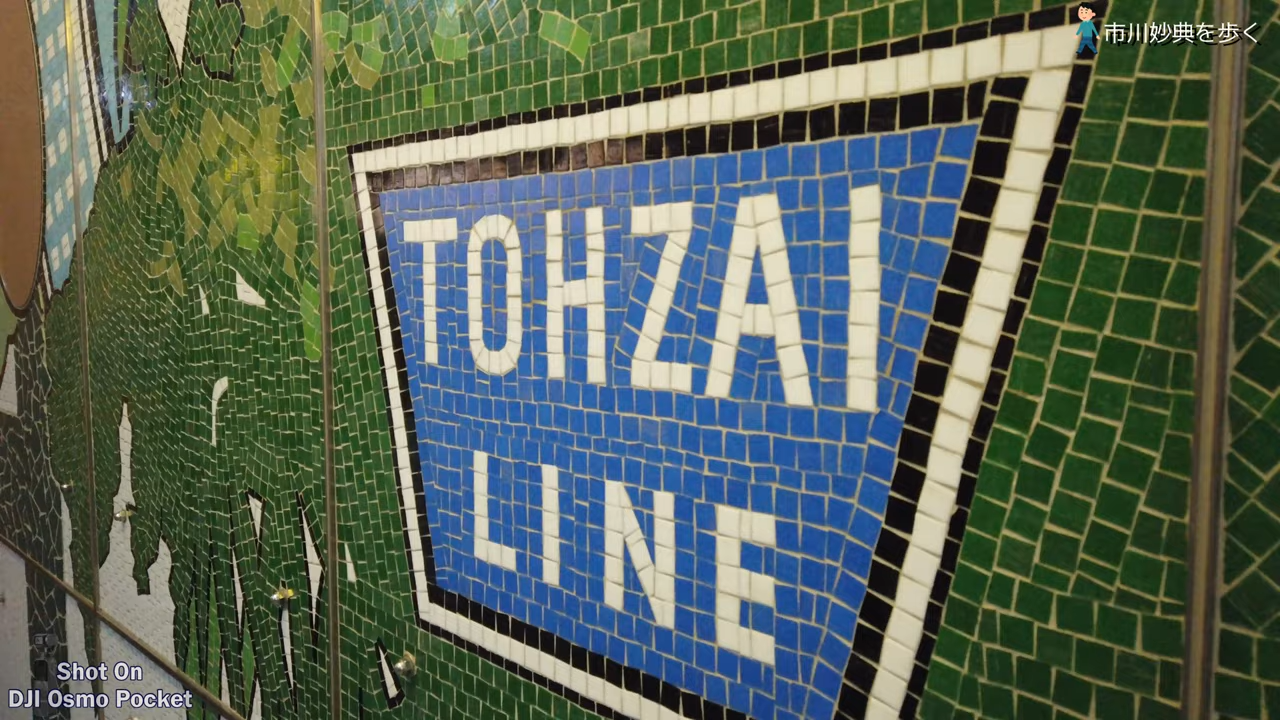 市川妙典を歩く
TOHZAI
LINE
Shot On
DJI Osmo Pocket